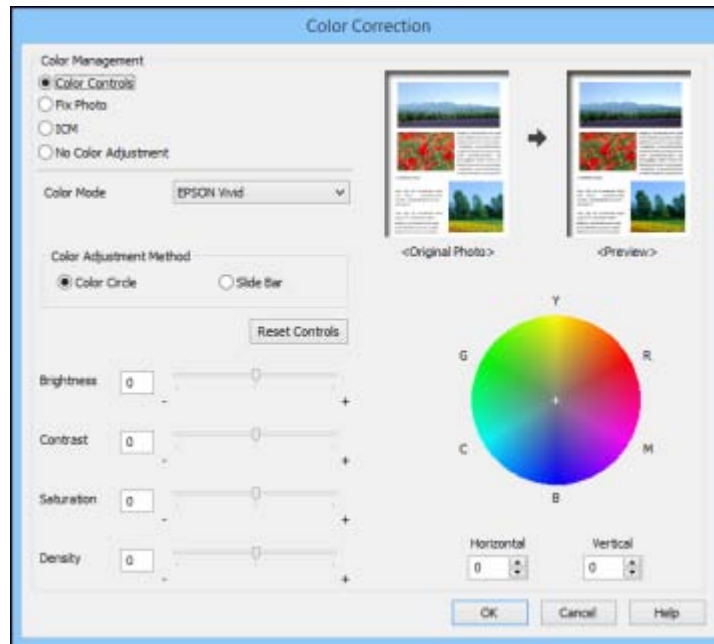 Color Correction
Color Management
Color Controls
Fix Photo
ICM
No Color Adjustment
Color Mode
EPSON Vivid
<Original Photo>
<Preview>
Color Adjustment Method
Color Circle
Slide Bar
Reset Controls
Brightness
0
-
+
Contrast
0
-
+
Saturation
0
-
+
Density
0
-
+
Y
G
R
C
M
B
Horizontal
Vertical
0
0
OK
Cancel
Help